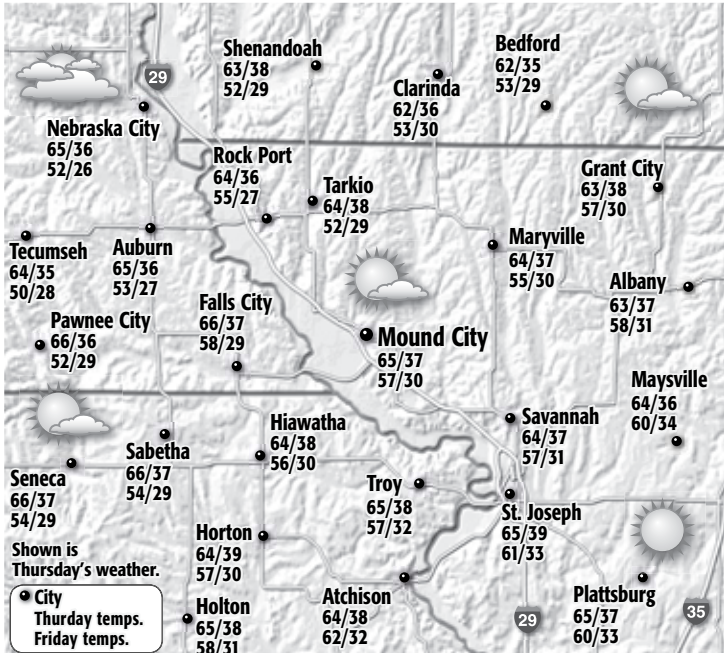 Shenandoah
63/38
52/29
Bedford
62/35
53/29
29
Clarinda
62/36
53/30
Nebraska City
65/36
52/26
Rock Port
64/36
55/27
Tarkio
64/38
52/29
Grant City
63/38
57/30
Tecumseh
64/35
50/28
Auburn
65/36
53/27
Maryville
64/37
55/30
Albany
63/37
58/31
Falls City
66/37
58/29
Pawnee City
66/36
52/29
Mound City
65/37
57/30
Maysville
64/36
60/34
Savannah
64/37
57/31
Hiawatha
64/38
56/30
Sabetha
66/37
54/29
Seneca
66/37
54/29
Troy
65/38
57/32
St. Joseph
65/39
61/33
Horton
64/39
57/30
Shown is
Thursday's weather.
City
Thurday temps.
Friday temps.
Holton
65/38
58/31
Atchison
64/38
62/32
29
Plattsburg
65/37
60/33
35